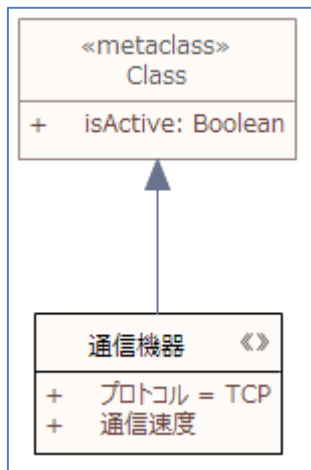 «metaclass»
Class
+ isActive: Boolean
通信機器 «»
+ プロトコル = TCP
+ 通信速度